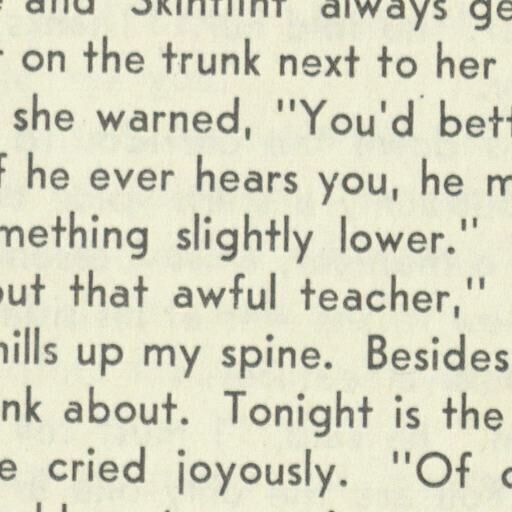 and Skinflint always ge
on the trunk next to her
she warned, "You'd bett
f he ever hears you, he m
mething slightly lower."
out that awful teacher,"
hills up my spine. Besides
nk about. Tonight is the
e cried joyously. "Of